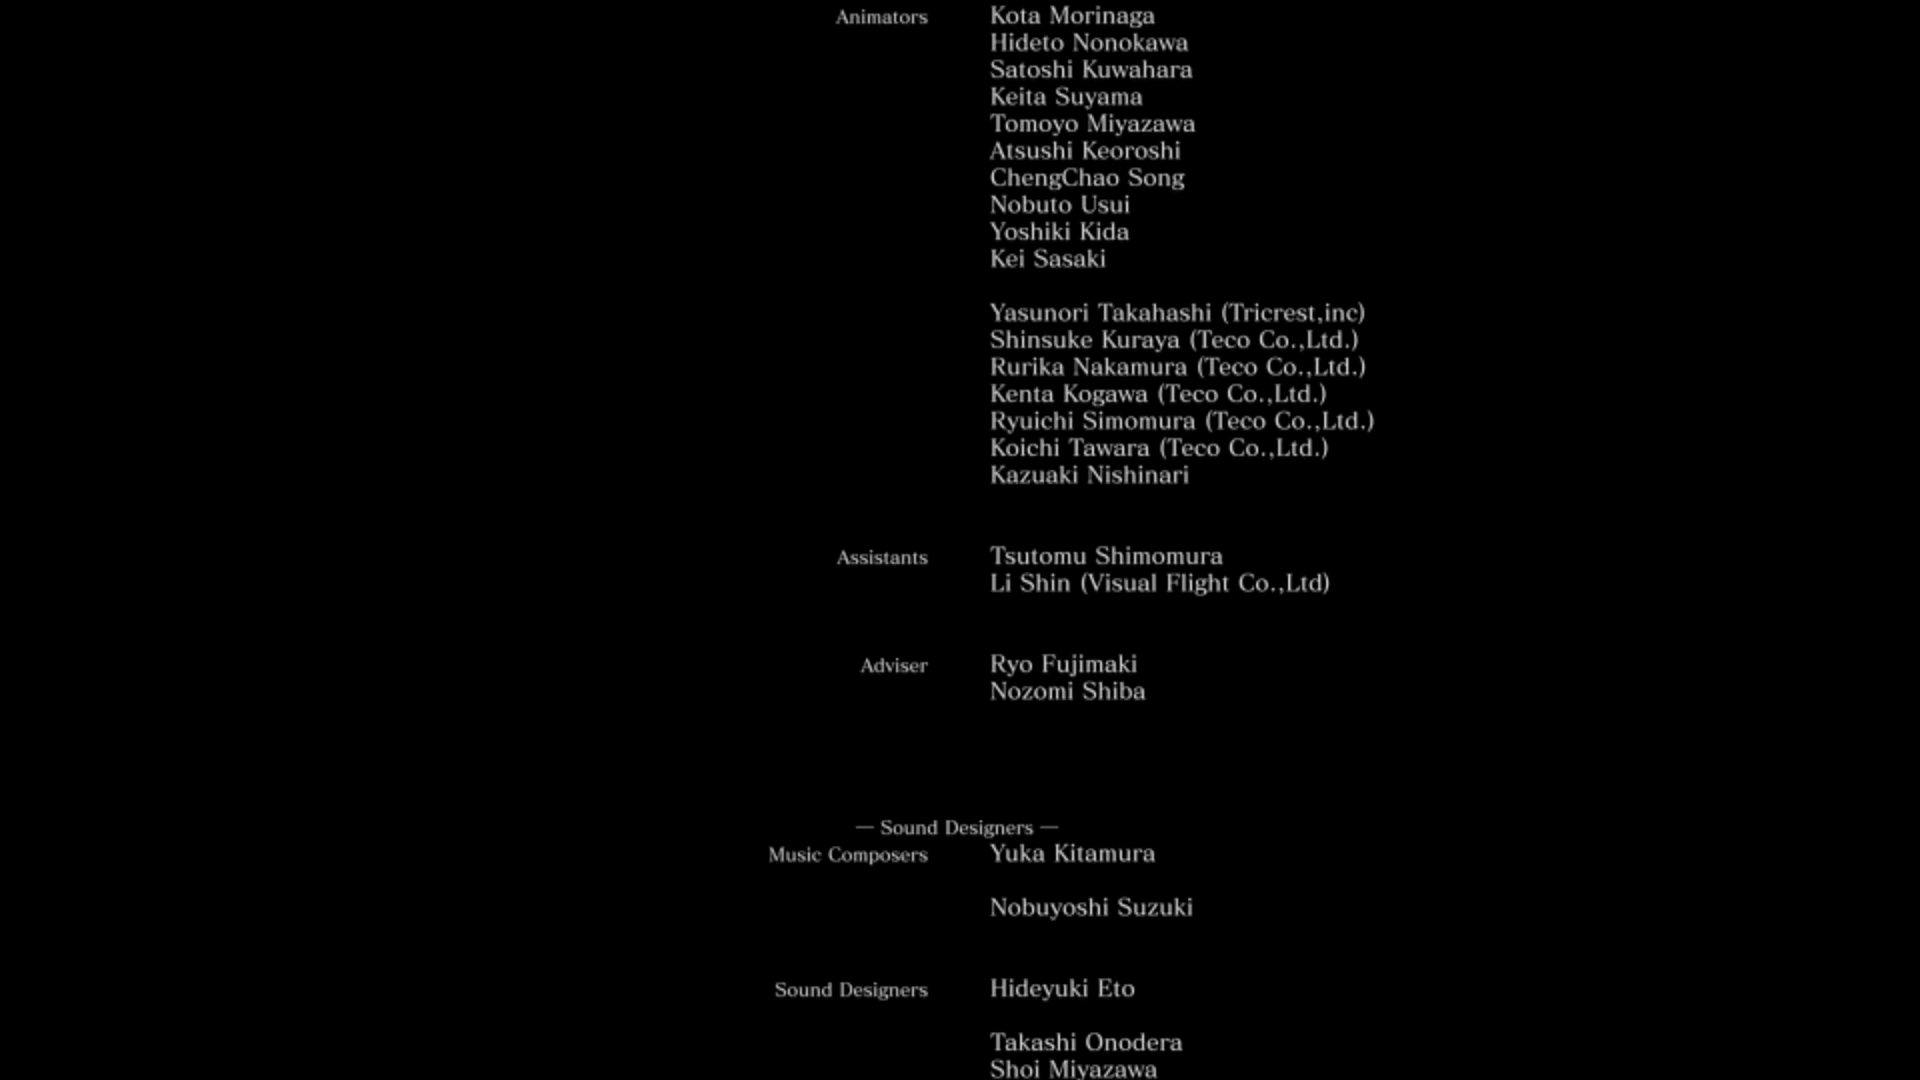 Animators Kota Morinaga
Hideto Nonokawa
Satoshi Kuwahara
Keita Suyama
Tomoyo Miyazawa
Atsushi Keoroshi
ChengChao Song
Nobuto Usui
Yoshiki Kida
Kei Sasaki
Yasunori Takahashi (Tricrest,inc)
Shinsuke Kuraya (Teco Co.,Ltd.)
Rurika Nakamura (Teco Co.,Ltd.)
Kenta Kogawa (Teco Co.,Ltd.)
Ryuichi Simomura (Teco Co.,Ltd.)
Koichi Tawara (Teco Co.,Ltd.)
Kazuaki Nishinari
Assistants Tsutomu Shimomura
Li Shin (Visual Flight Co.,Ltd)
Adviser Ryo Fujimaki
Nozomi Shiba
— Sound Designers —
Music Composers Yuka Kitamura
Nobuyoshi Suzuki
Sound Designers Hideyuki Eto
Takashi Onodera
Shoi Miyazawa